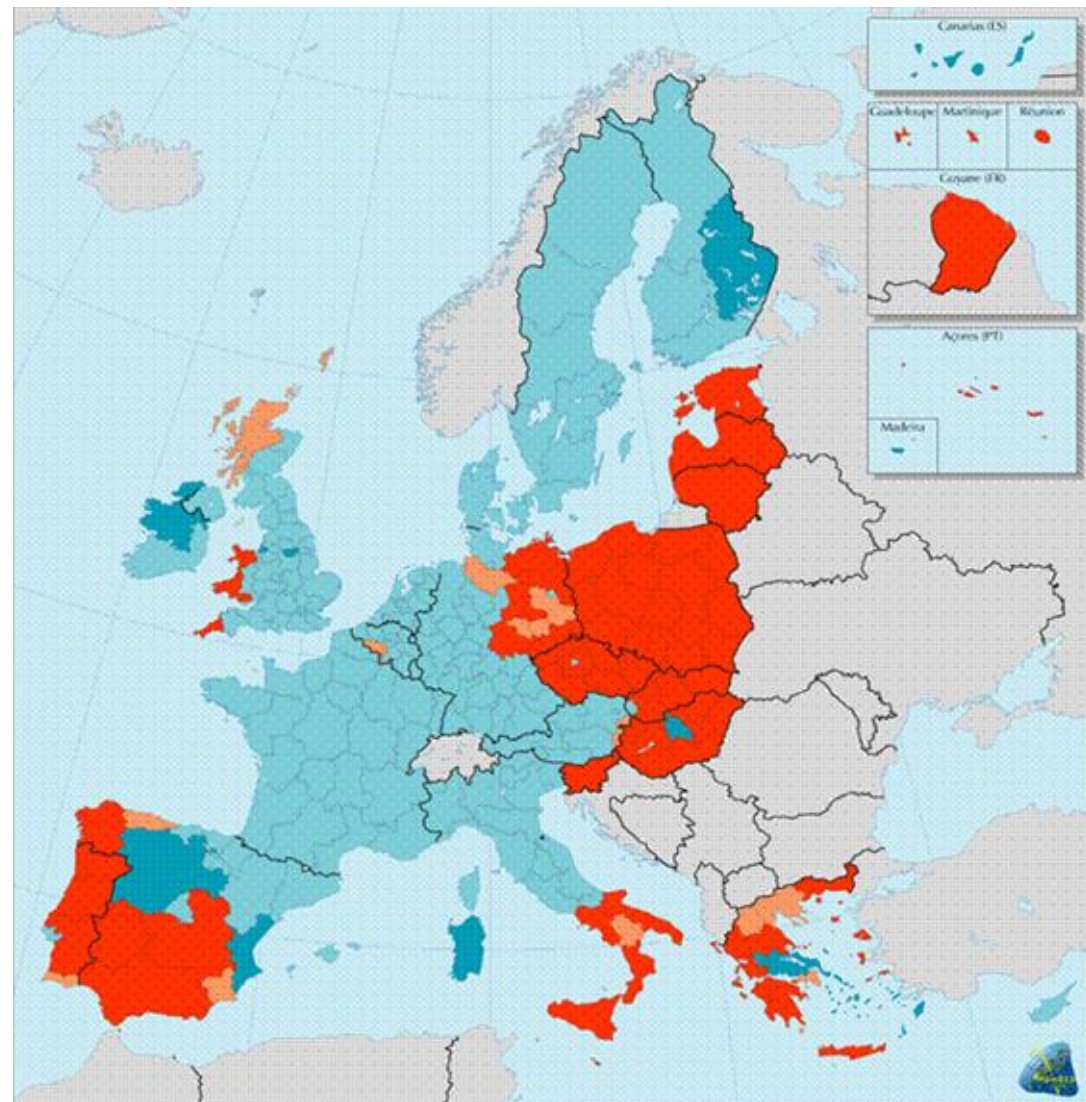 Canarias (ES)
Guadeloupe
Martinique
Réunion
Guyane (FR)
Açores (PT)
Madeira